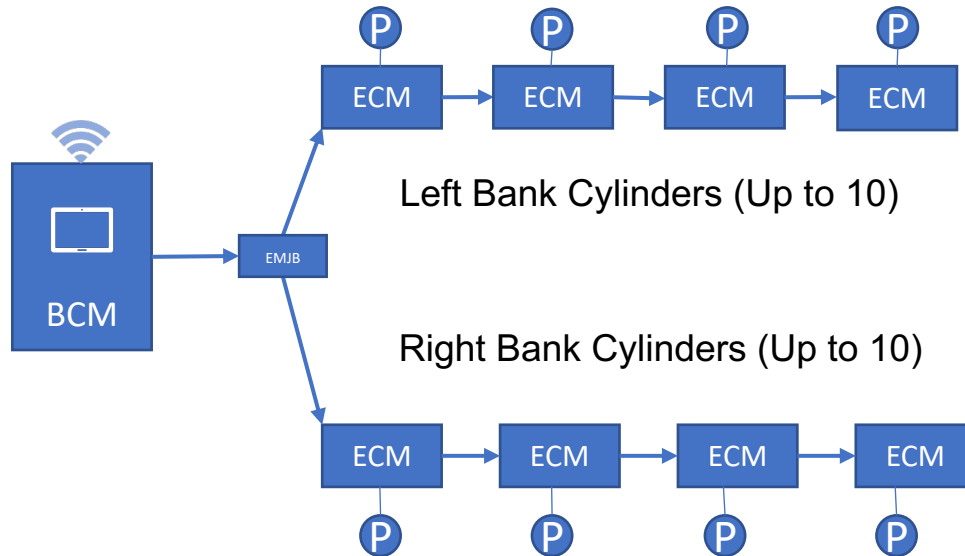 P P P P
ECM ECM ECM ECM
Left Bank Cylinders (Up to 10)
EMJB
BCM
Right Bank Cylinders (Up to 10)
ECM ECM ECM ECM
P P P P